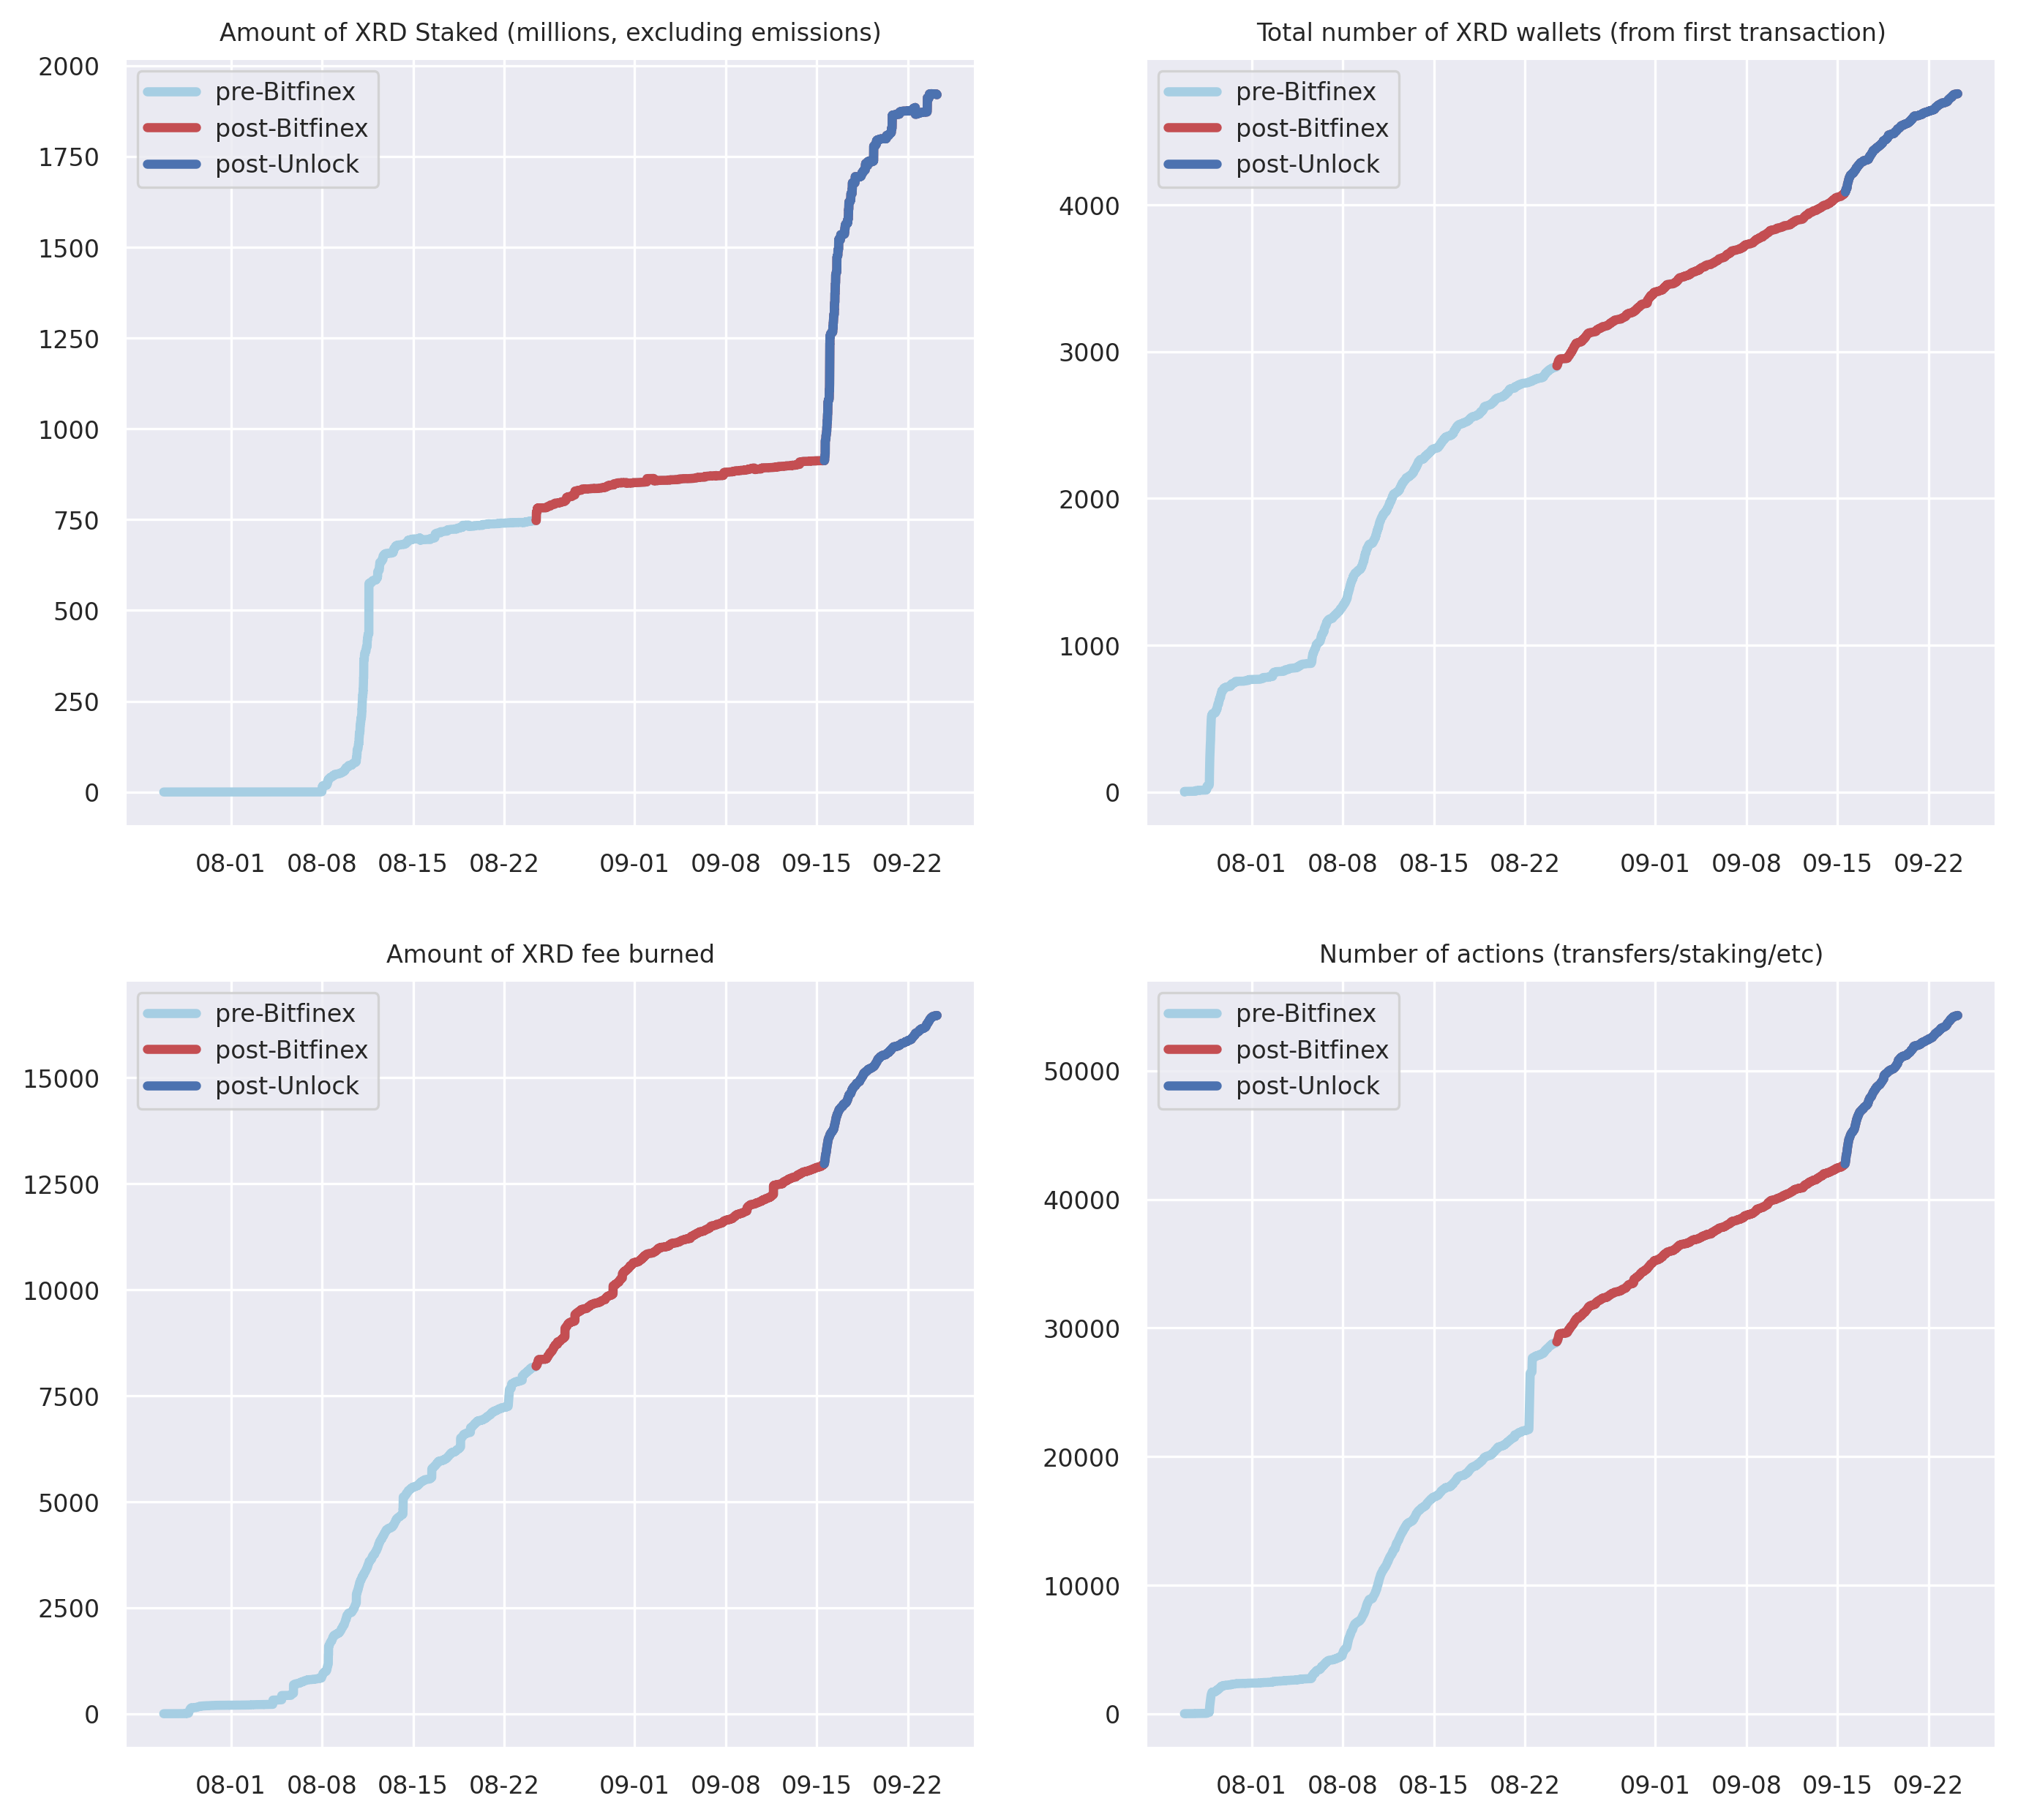 Amount of XRD Staked (millions, excluding emissions)
2000
1750
1500
1250
1000
750
500
250
0
pre-Bitfinex
post-Bitfinex
post-Unlock
08-01 08-08 08-15 08-22 09-01 09-08 09-15 09-22
Total number of XRD wallets (from first transaction)
4000
3000
2000
1000
0
pre-Bitfinex
post-Bitfinex
post-Unlock
08-01 08-08 08-15 08-22 09-01 09-08 09-15 09-22
Amount of XRD fee burned
15000
12500
10000
7500
5000
2500
0
pre-Bitfinex
post-Bitfinex
post-Unlock
08-01 08-08 08-15 08-22 09-01 09-08 09-15 09-22
Number of actions (transfers/staking/etc)
50000
40000
30000
20000
10000
0
pre-Bitfinex
post-Bitfinex
post-Unlock
08-01 08-08 08-15 08-22 09-01 09-08 09-15 09-22